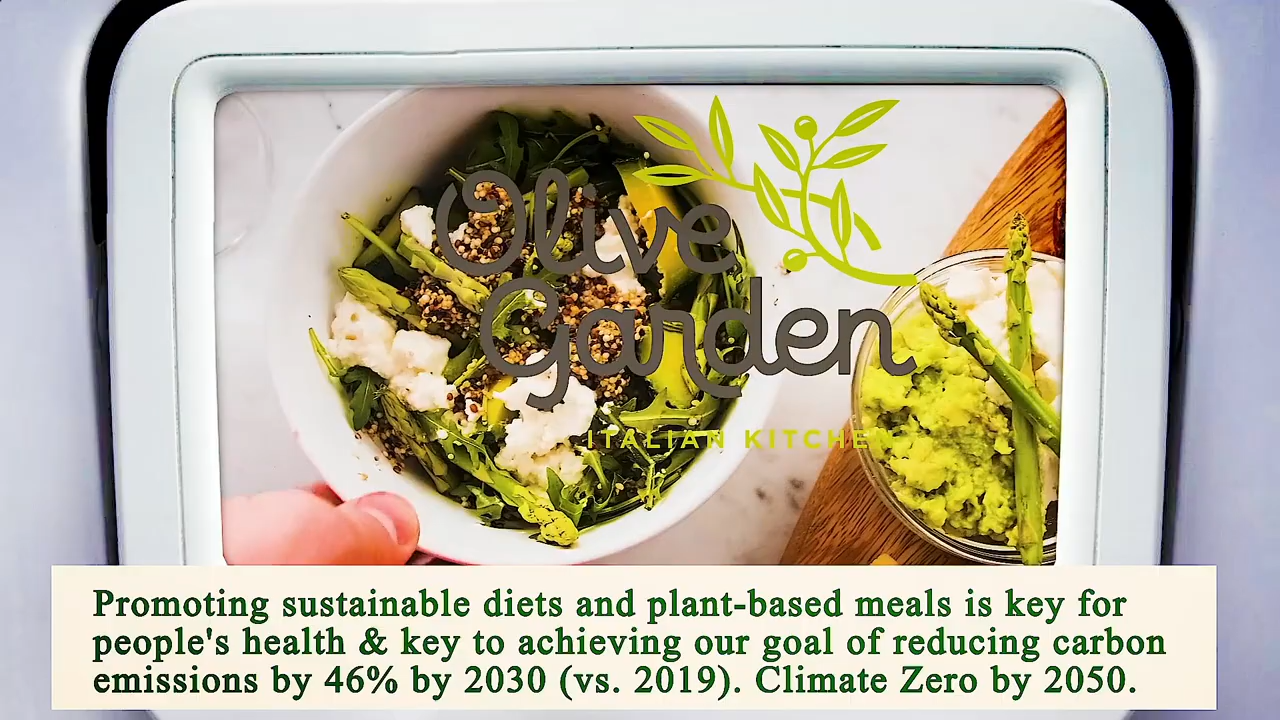 Olive
Garden
ITALIAN KITCHEN
Promoting sustainable diets and plant-based meals is key for
people's health & key to achieving our goal of reducing carbon
emissions by 46% by 2030 (vs. 2019). Climate Zero by 2050.